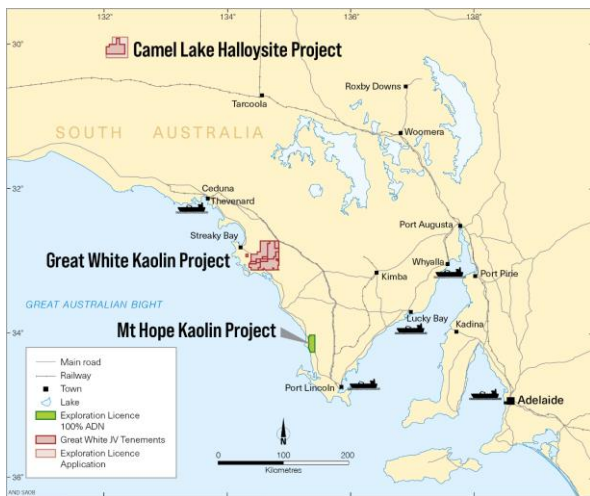 132°
134°
136°
138°
30°
Camel Lake Halloysite Project
Roxby Downs
Tarcoola
Woomera
SOUTH AUSTRALIA
32°
Ceduna
Thevenard
Streaky Bay
Port Augusta
Great White Kaolin Project
Whyalla
Kimba
Port Pirie
GREAT AUSTRALIAN BIGHT
Lucky Bay
Kadina
34°
Mt Hope Kaolin Project
Main road
Railway
Town
Lake
Exploration Licence
100% ADN
Great White JV Tenements
Exploration Licence
Application
Port Lincoln
Adelaide
N
0 100 200
Kilometres
36°